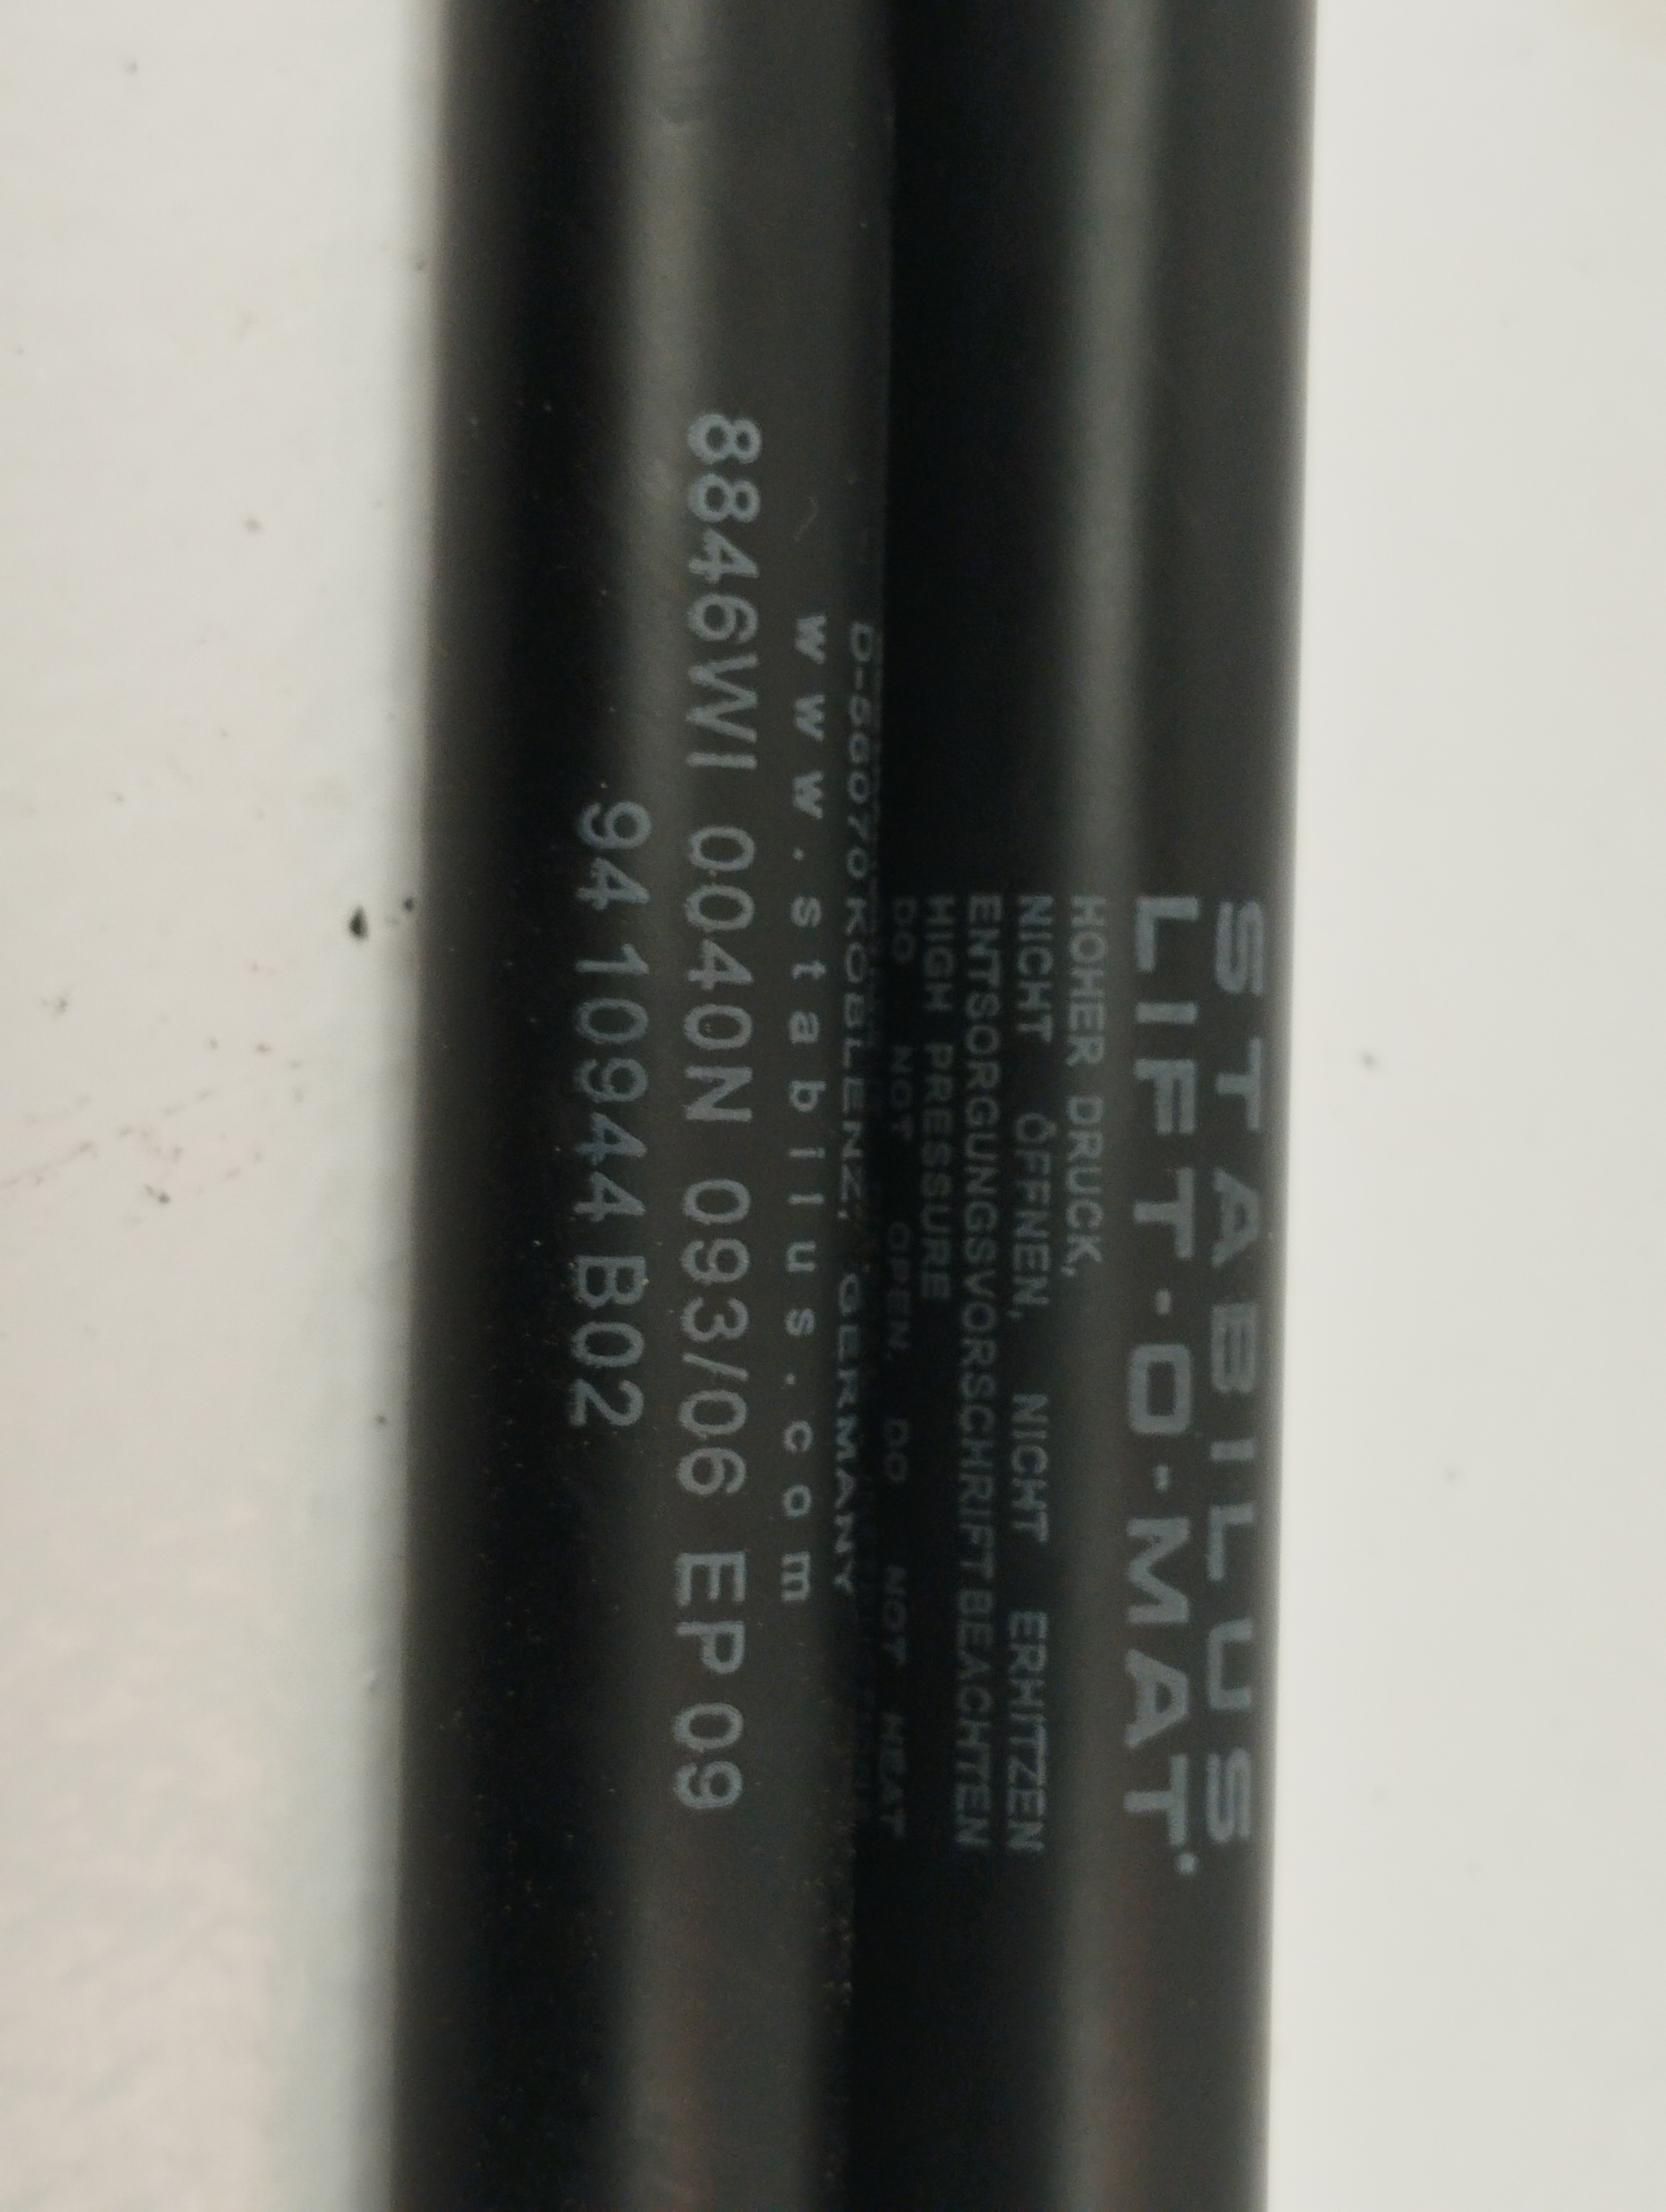 STABILUS
LIFT-O-MAT
HOHER DRUCK,
NICHT ÖFFNEN, NICHT ERHITZEN
ENTSORGUNGSVORSCHRIFT BEACHTEN
HIGH PRESSURE
DO NOT OPEN, DO NOT HEAT
D-56070 KOBLENZ, GERMANY
www.stabilus.com
8846WI 0040N 093/06 EP 09
94 10944 B02